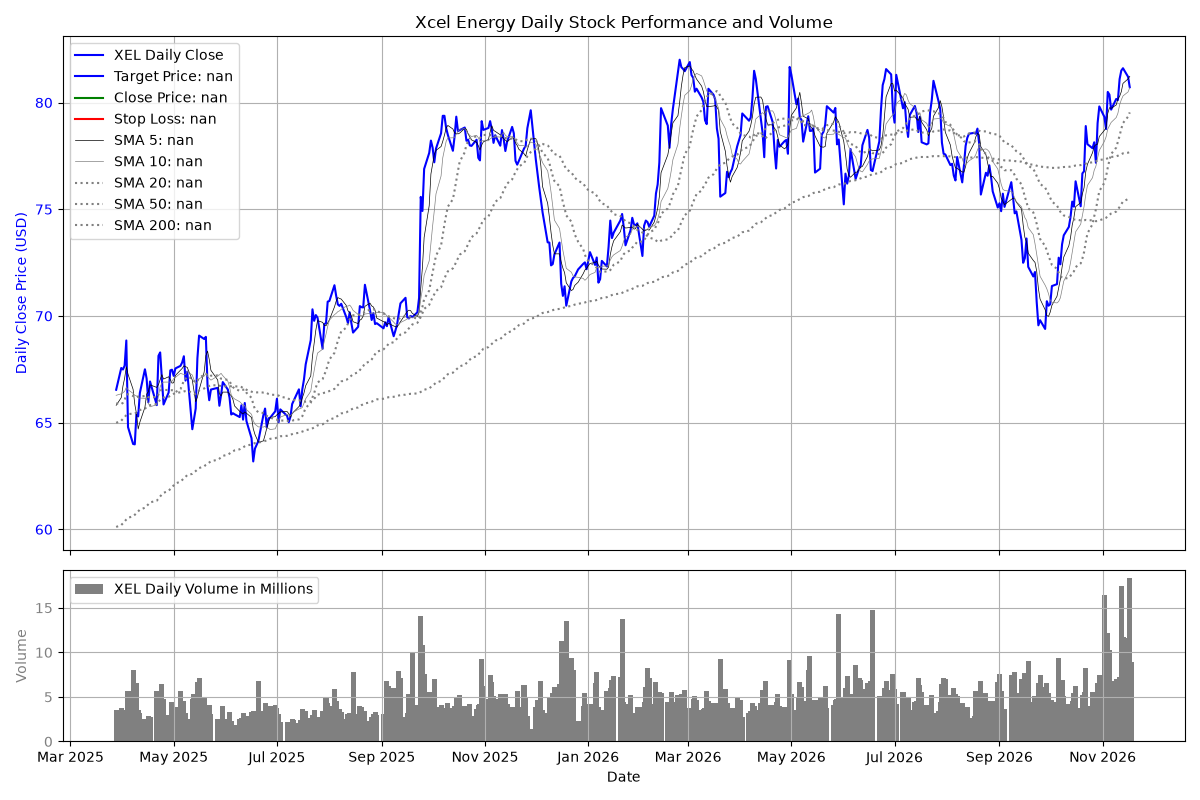 Xcel Energy Daily Stock Performance and Volume
Daily Close Price (USD)
80
75
70
65
60
XEL Daily Close
Target Price: nan
Close Price: nan
Stop Loss: nan
SMA 5: nan
SMA 10: nan
SMA 20: nan
SMA 50: nan
SMA 200: nan
Volume
15
10
5
0
XEL Daily Volume in Millions
Mar 2025 May 2025 Jul 2025 Sep 2025 Nov 2025 Jan 2026 Mar 2026 May 2026 Jul 2026 Sep 2026 Nov 2026
Date